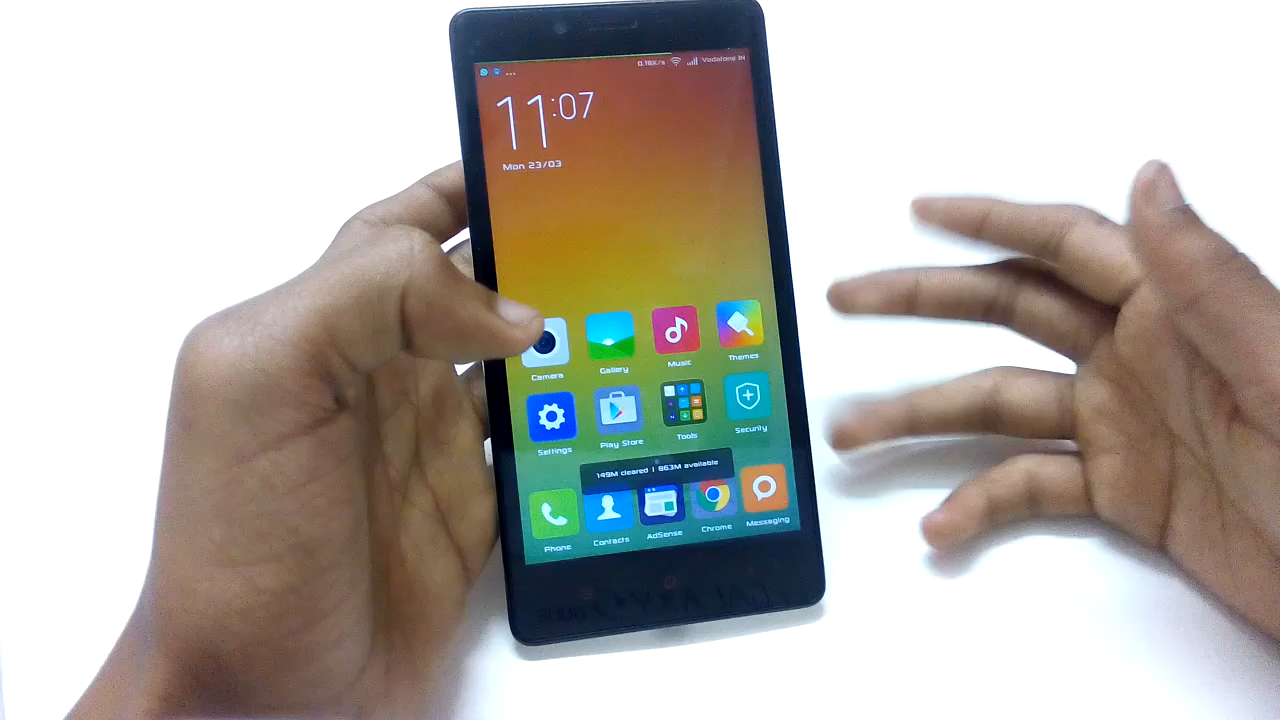 0.18K/s Vodafone IN
11:07
Mon 23/03
Camera Gallery Music Themes
Settings Play Store Tools Security
149M cleared | 863M available
Phone Contacts AdSense Chrome Messaging